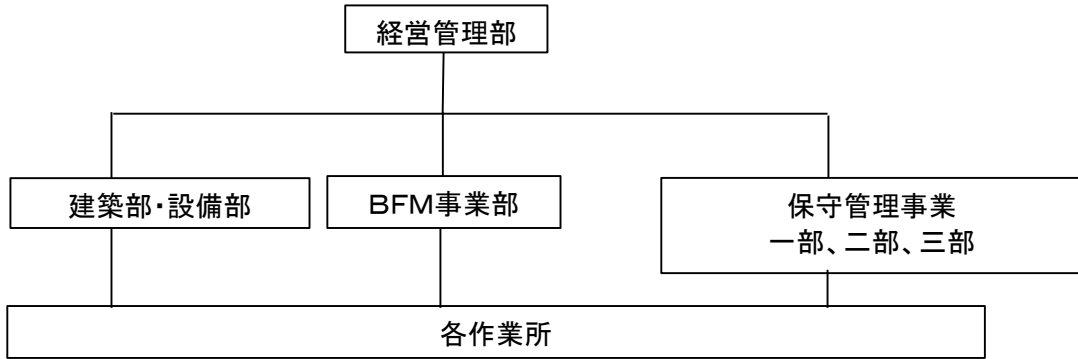 経営管理部
建築部・設備部
BFM事業部
保守管理事業
一部、二部、三部
各作業所